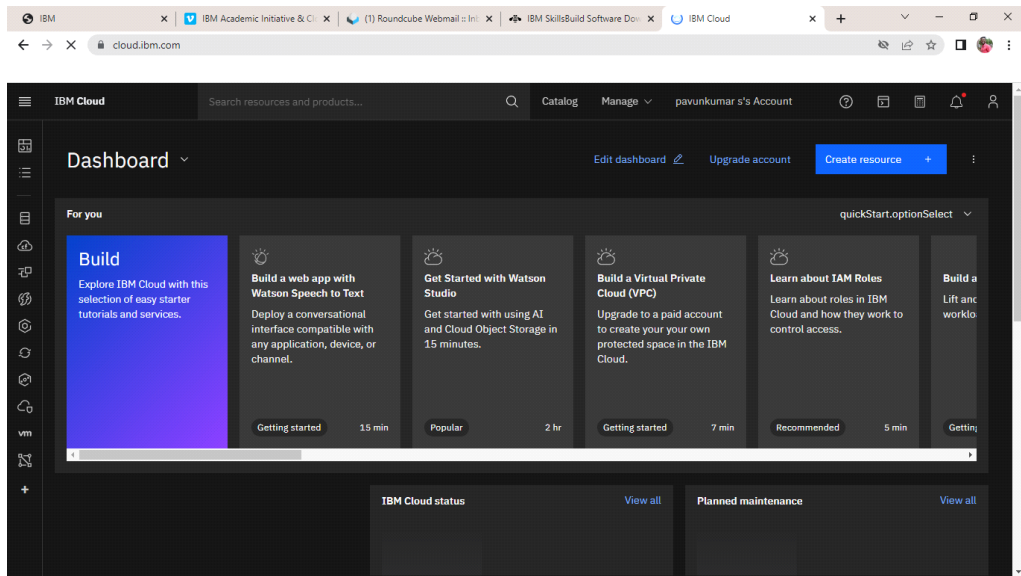 IBM
IBM Academic Initiative & Cl
(1) Roundcube Webmail :: In
IBM SkillsBuild Software Dow
IBM Cloud
cloud.ibm.com
IBM Cloud
Search resources and products...
Catalog
Manage
pavunkumar s's Account
Dashboard
Edit dashboard
Upgrade account
Create resource +
For you
quickStart.optionSelect
Build
Explore IBM Cloud with this
selection of easy starter
tutorials and services.
Build a web app with
Watson Speech to Text
Deploy a conversational
interface compatible with
any application, device, or
channel.
Getting started
15 min
Get Started with Watson
Studio
Get started with using AI
and Cloud Object Storage in
15 minutes.
Popular
2 hr
Build a Virtual Private
Cloud (VPC)
Upgrade to a paid account
to create your your own
protected space in the IBM
Cloud.
Getting started
7 min
Learn about IAM Roles
Learn about roles in IBM
Cloud and how they work to
control access.
Recommended
5 min
Build a
Lift and
worklo
Getting
vm
IBM Cloud status
View all
Planned maintenance
View all